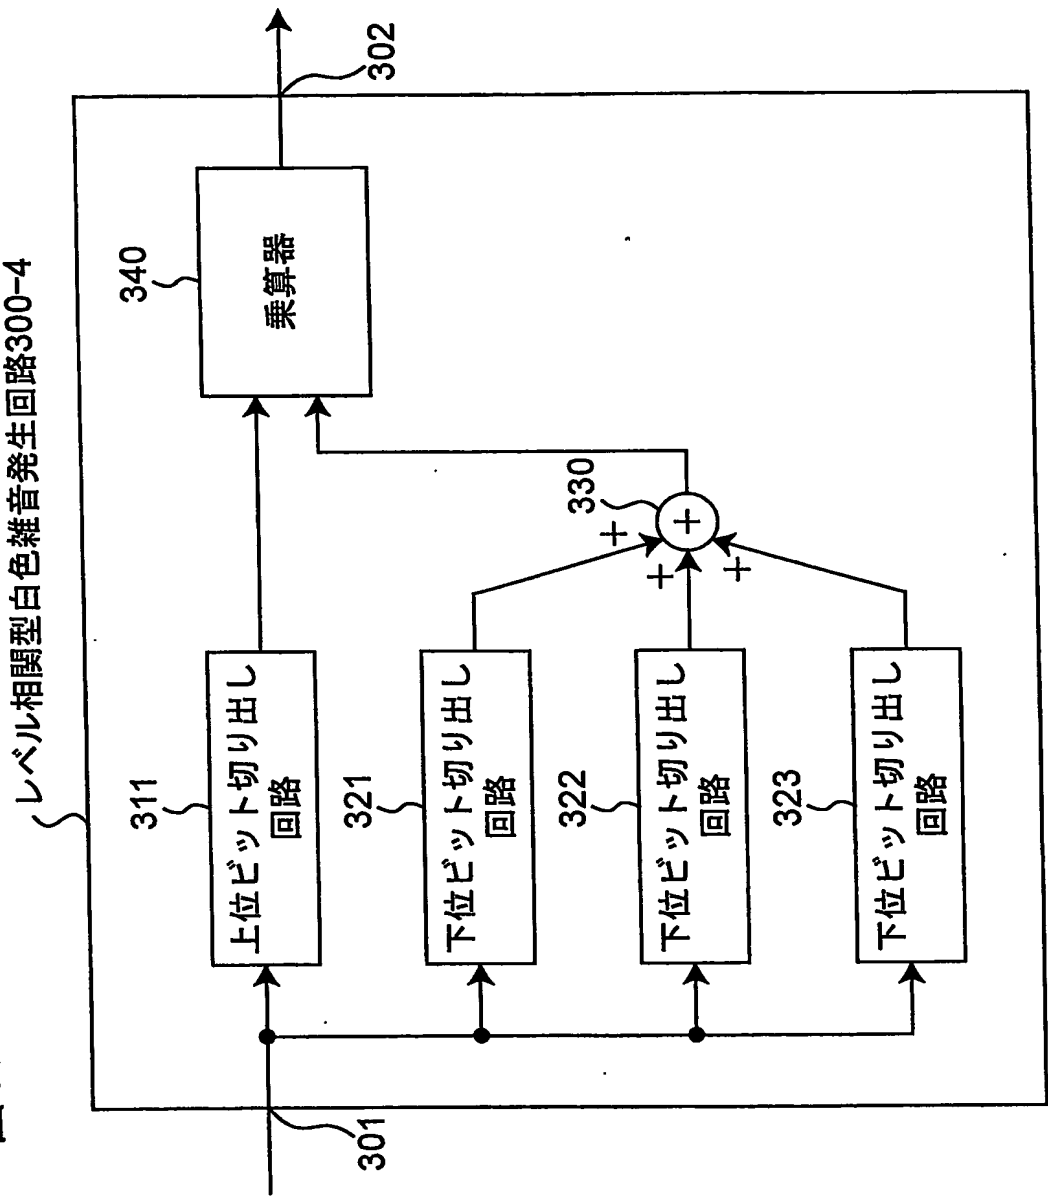 レベル相関型白色雑音発生回路300-4
301
311
上位ビット切り出し
回路
321
下位ビット切り出し
回路
322
下位ビット切り出し
回路
323
下位ビット切り出し
回路
+
+
+
+
330
340
乗算器
302